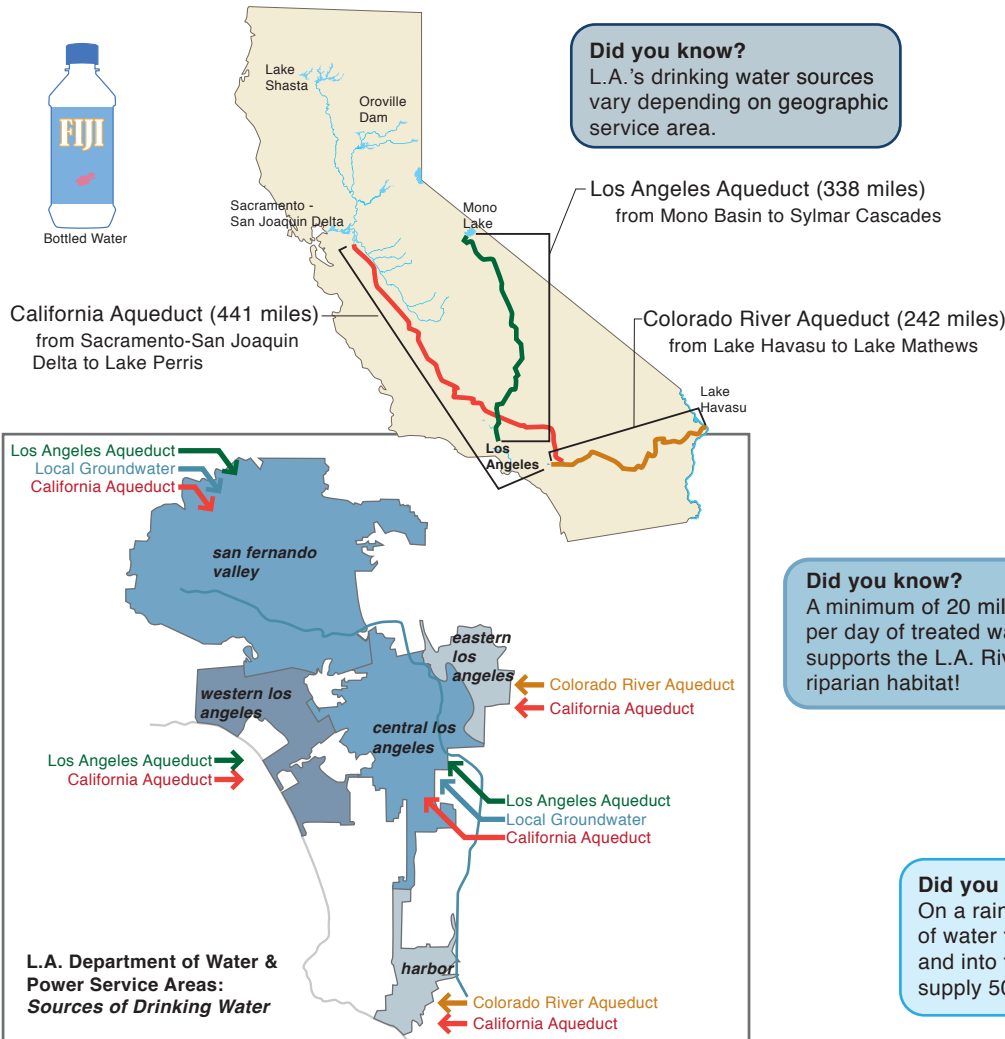 Did you know?
L.A.'s drinking water sources
vary depending on geographic
service area.
Lake
Shasta
Oroville
Dam
FIJI
Bottled Water
Sacramento -
San Joaquin Delta
Mono
Lake
Los Angeles Aqueduct (338 miles)
from Mono Basin to Sylmar Cascades
California Aqueduct (441 miles)
from Sacramento-San Joaquin
Delta to Lake Perris
Colorado River Aqueduct (242 miles)
from Lake Havasu to Lake Mathews
Lake
Havasu
Los
Angeles
Los Angeles Aqueduct
Local Groundwater
California Aqueduct
san fernando
valley
eastern
los
angeles
western los
angeles
central los
angeles
Colorado River Aqueduct
California Aqueduct
Los Angeles Aqueduct
California Aqueduct
Los Angeles Aqueduct
Local Groundwater
California Aqueduct
harbor
Colorado River Aqueduct
California Aqueduct
L.A. Department of Water &
Power Service Areas:
Sources of Drinking Water
Did you know?
A minimum of 20 mil
per day of treated wa
supports the L.A. Riv
riparian habitat!
Did you
On a rain
of water
and into
supply 50